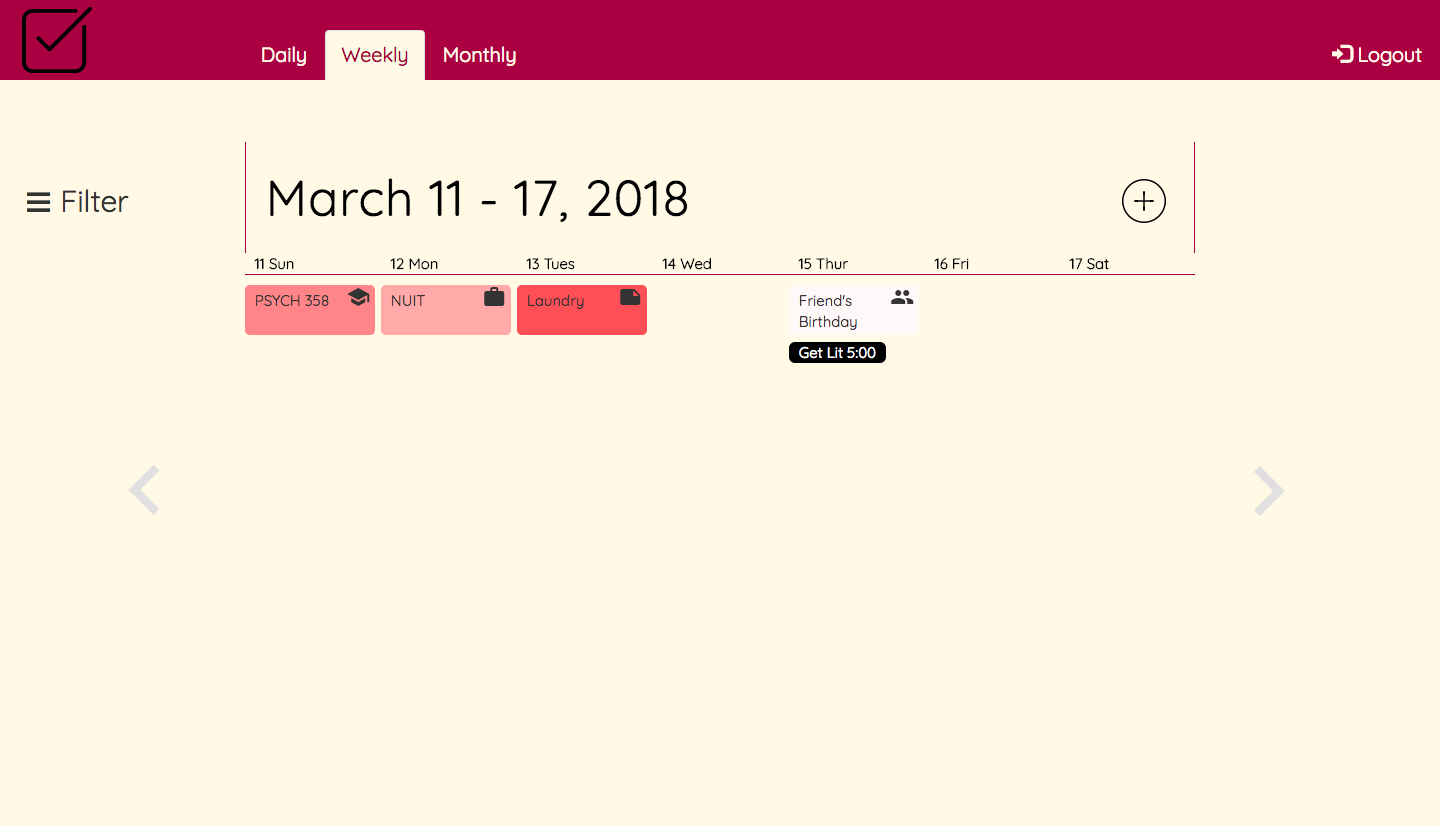 Daily Weekly Monthly Logout
Filter
March 11 - 17, 2018
11 Sun 12 Mon 13 Tues 14 Wed 15 Thur 16 Fri 17 Sat
PSYCH 358 NUIT Laundry Friend's
Birthday
Get Lit 5:00